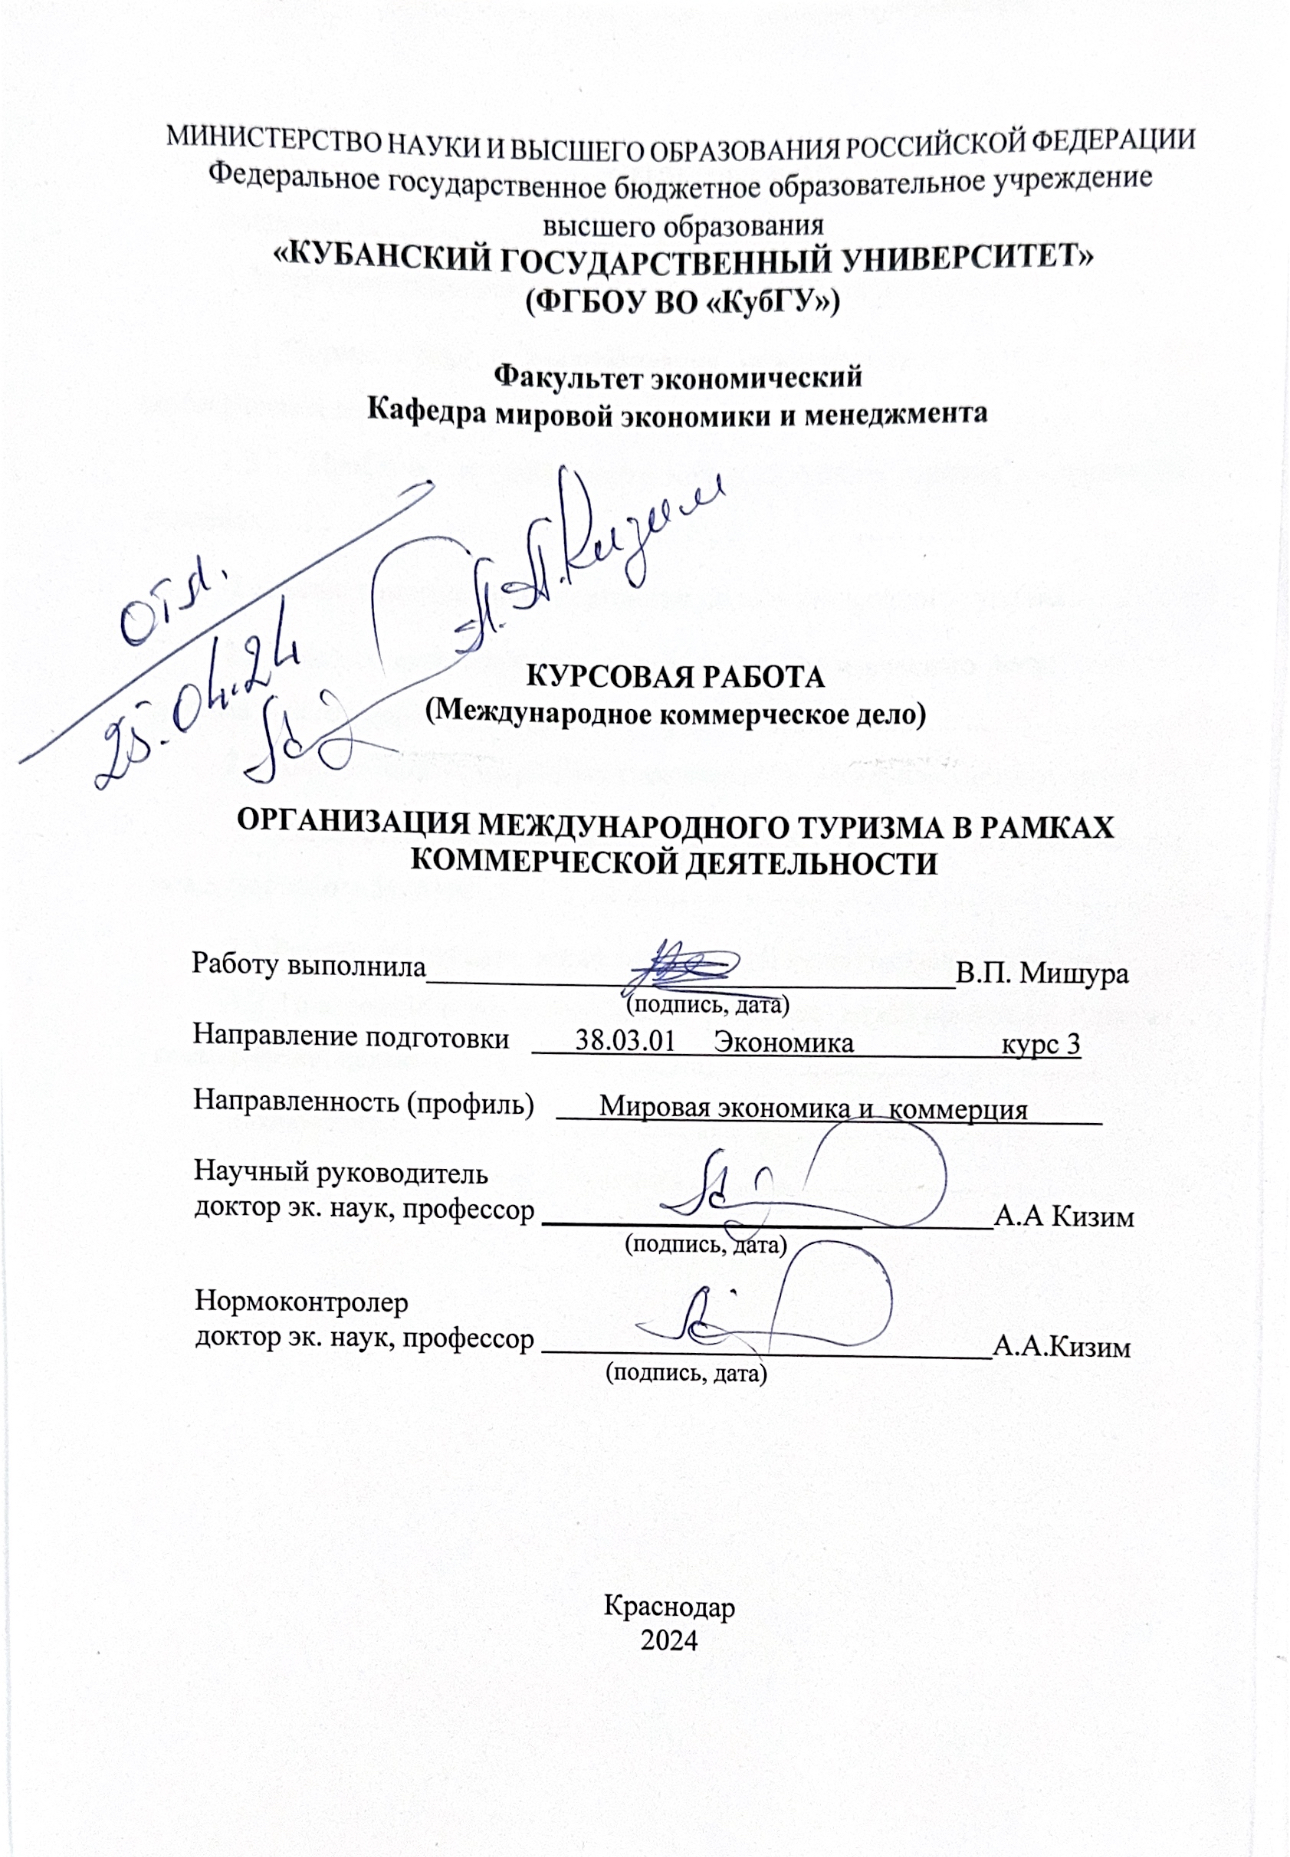 МИНИСТЕРСТВО НАУКИ И ВЫСШЕГО ОБРАЗОВАНИЯ РОССИЙСКОЙ ФЕДЕРАЦИИ
Федеральное государственное бюджетное образовательное учреждение
высшего образования
«КУБАНСКИЙ ГОСУДАРСТВЕННЫЙ УНИВЕРСИТЕТ»
(ФГБОУ ВО «КубГУ»)
Факультет экономический
Кафедра мировой экономики и менеджмента
отл.
25.04.24
А.А.Кизим
КУРСОВАЯ РАБОТА
(Международное коммерческое дело)
ОРГАНИЗАЦИЯ МЕЖДУНАРОДНОГО ТУРИЗМА В РАМКАХ
КОММЕРЧЕСКОЙ ДЕЯТЕЛЬНОСТИ
Работу выполнила В.П. Мишура
(подпись, дата)
Направление подготовки 38.03.01 Экономика курс 3
Направленность (профиль) Мировая экономика и коммерция
Научный руководитель
доктор эк. наук, профессор А.А Кизим
(подпись, дата)
Нормоконтролер
доктор эк. наук, профессор А.А.Кизим
(подпись, дата)
Краснодар
2024